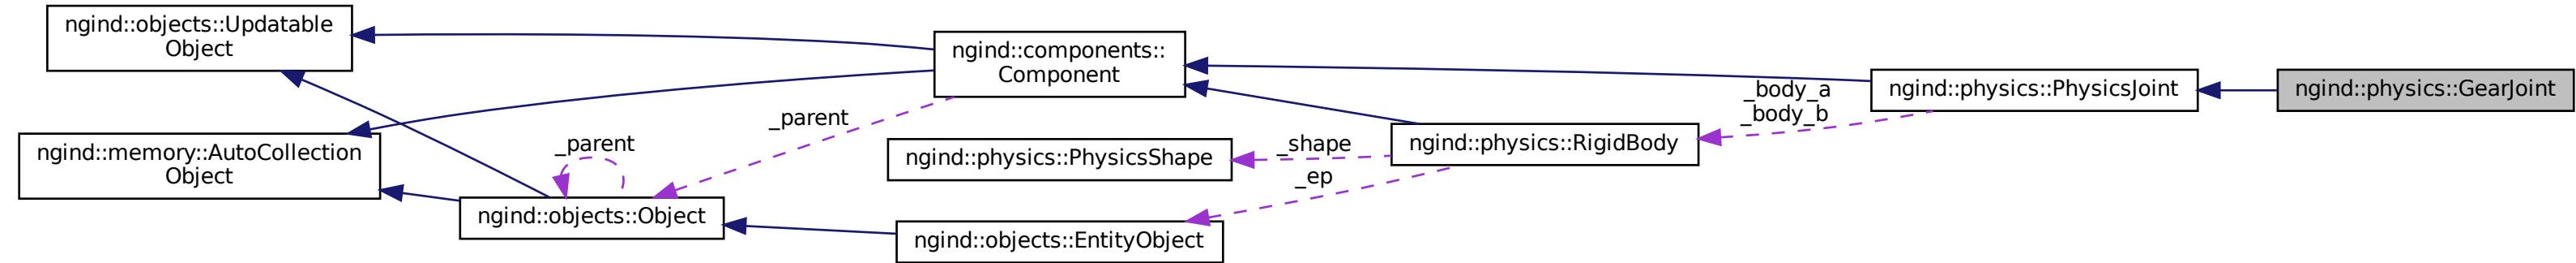 ngind::objects::Updatable
Object
ngind::components::
Component
ngind::physics::PhysicsJoint
ngind::physics::GearJoint
_body_a
_body_b
_parent
ngind::memory::AutoCollection
Object
_parent
ngind::physics::PhysicsShape
_shape
ngind::physics::RigidBody
_ep
ngind::objects::Object
ngind::objects::EntityObject